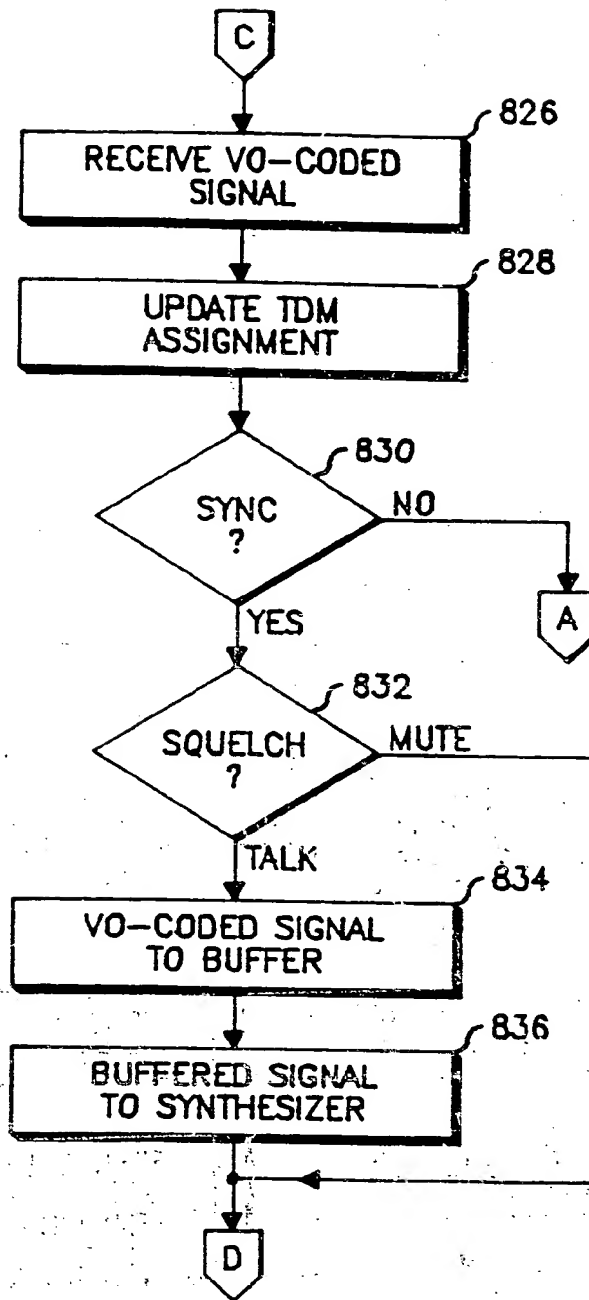 C
826
RECEIVE VO-CODED
SIGNAL
828
UPDATE TDM
ASSIGNMENT
830
SYNC
?
NO
A
YES
832
SQUELCH
?
MUTE
TALK
834
VO-CODED SIGNAL
TO BUFFER
836
BUFFERED SIGNAL
TO SYNTHESIZER
D